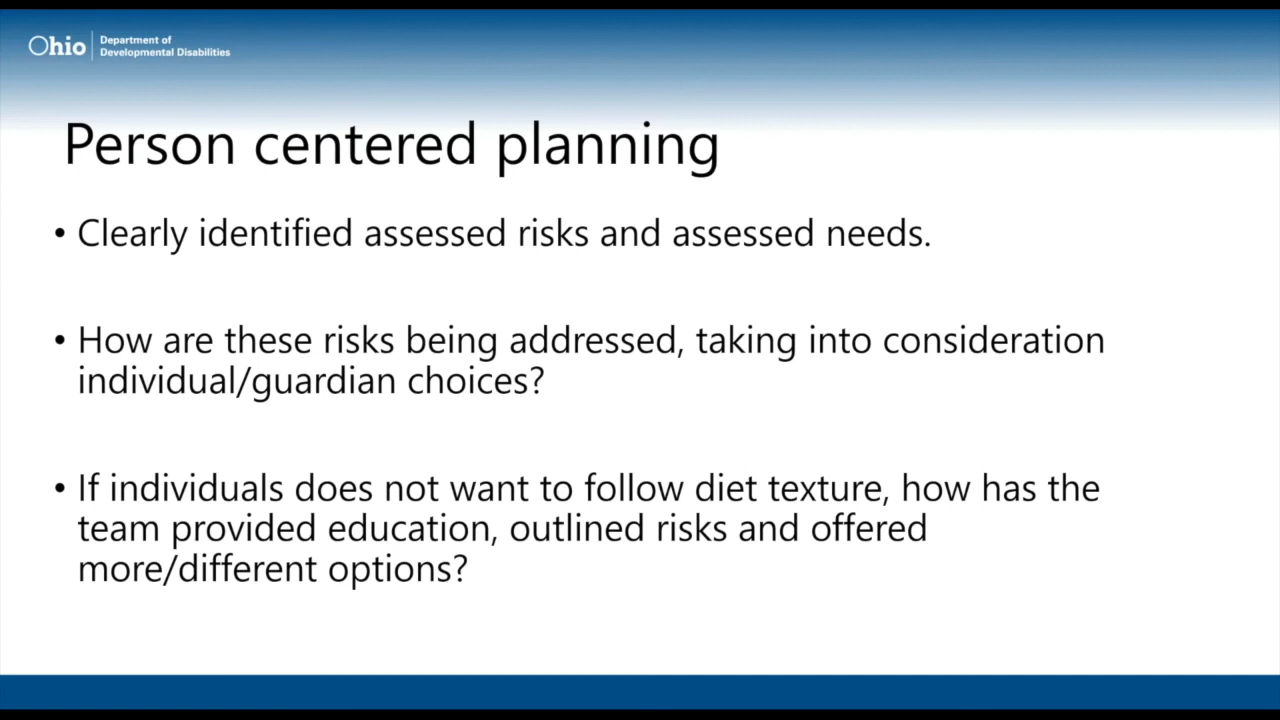 Ohio
Department of
Developmental Disabilities
Person centered planning
• Clearly identified assessed risks and assessed needs.
• How are these risks being addressed, taking into consideration
individual/guardian choices?
• If individuals does not want to follow diet texture, how has the
team provided education, outlined risks and offered
more/different options?